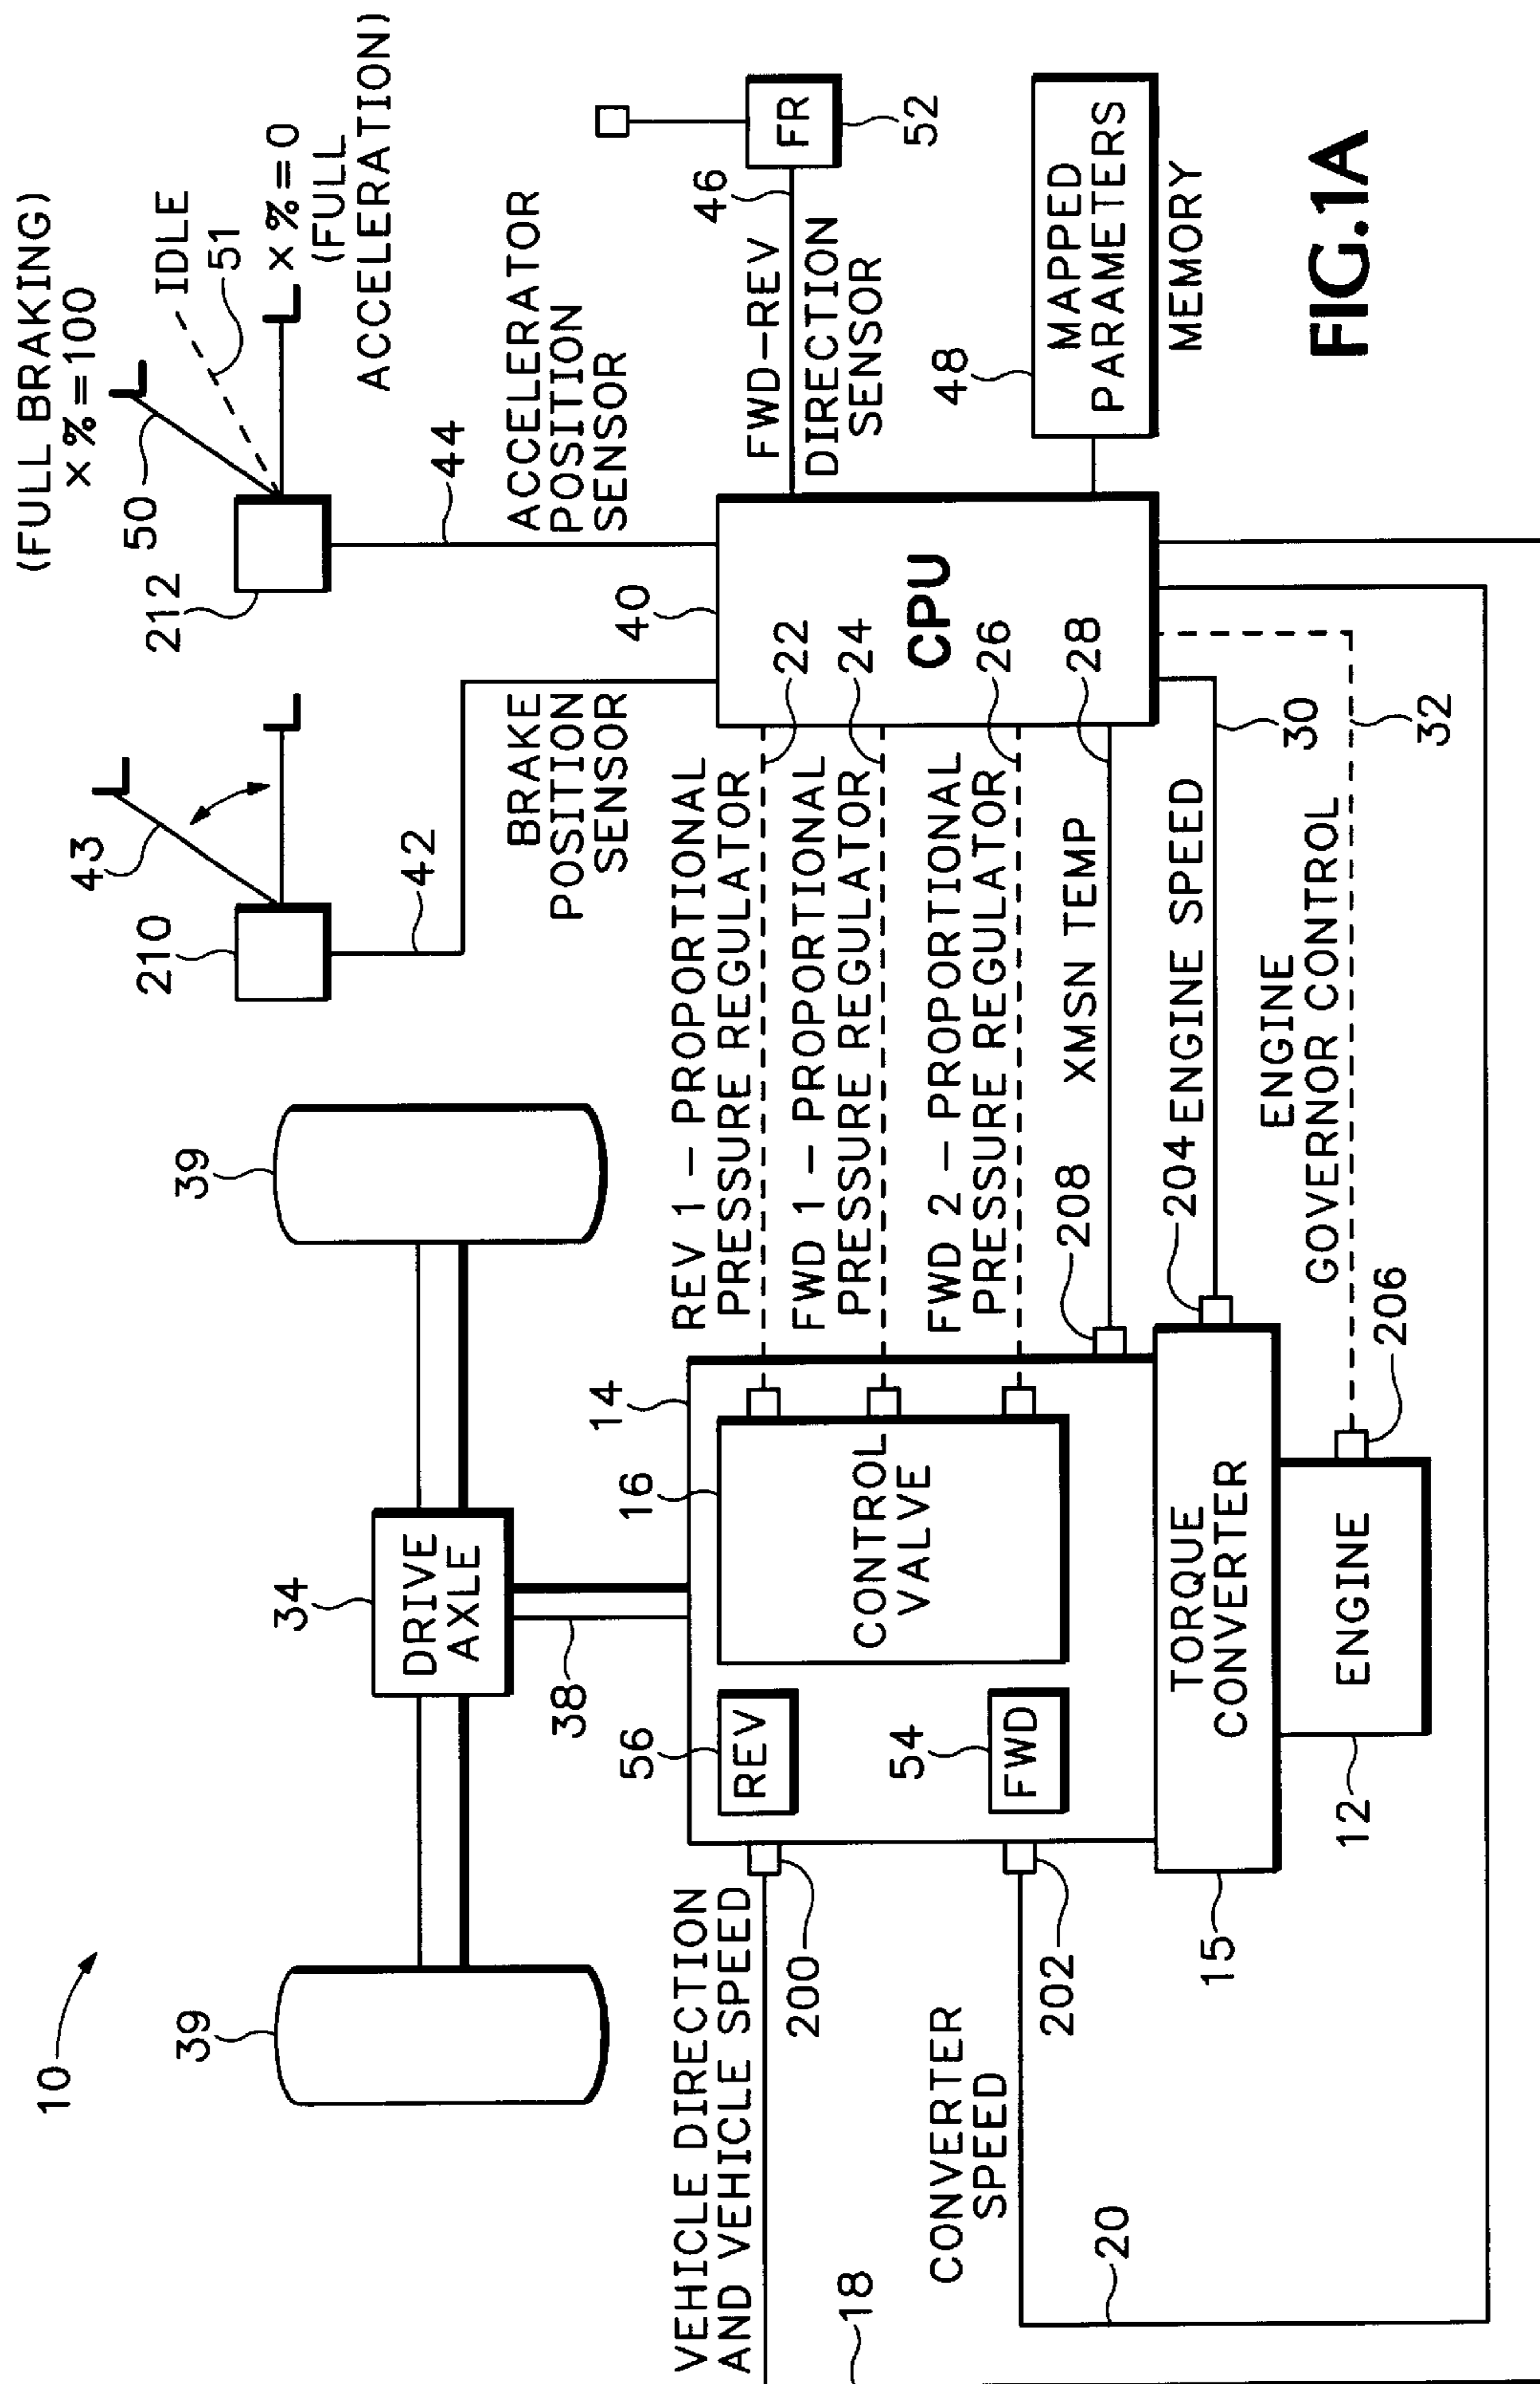 10
39
39
34
DRIVE
AXLE
38
210
43
42
BRAKE
POSITION
SENSOR
(FULL BRAKING)
x%=100
50
IDLE
51
x%=0
(FULL
ACCELERATION)
212
44
ACCELERATOR
POSITION
SENSOR
46
FWD-REV
DIRECTION
SENSOR
FR
52
48
MAPPED
PARAMETERS
MEMORY
40
CPU
22
24
26
28
REV 1 - PROPORTIONAL
PRESSURE REGULATOR
FWD 1 - PROPORTIONAL
PRESSURE REGULATOR
FWD 2 - PROPORTIONAL
PRESSURE REGULATOR
XMSN TEMP
208
204
ENGINE SPEED
30
ENGINE
GOVERNOR CONTROL
32
206
14
16
CONTROL
VALVE
56
REV
54
FWD
TORQUE
CONVERTER
15
ENGINE
12
VEHICLE DIRECTION
AND VEHICLE SPEED
200
CONVERTER
SPEED
202
18
20
FIG.1A